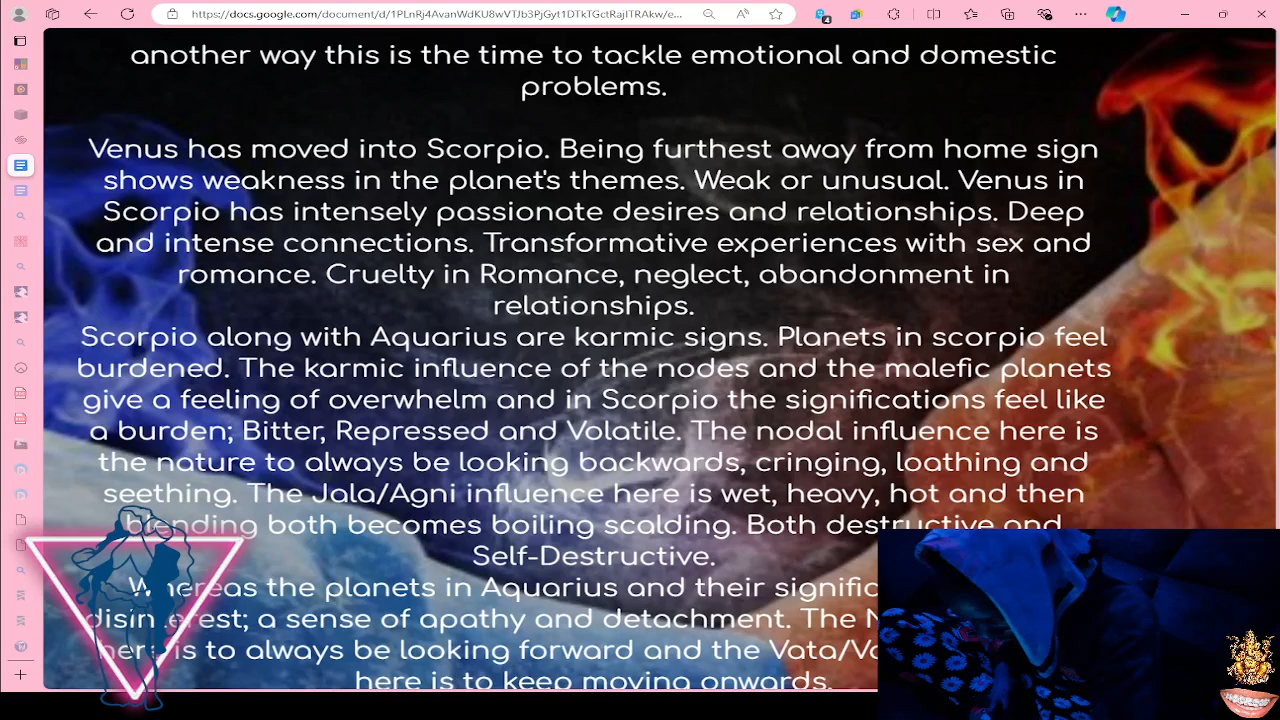 https://docs.google.com/document/d/1PLnRj4AvanWdKU8wVTJb3PjGyt1DTkTGctRajITRAkw/e...
4
another way this is the time to tackle emotional and domestic
problems.
Venus has moved into Scorpio. Being furthest away from home sign
shows weakness in the planet's themes. Weak or unusual. Venus in
Scorpio has intensely passionate desires and relationships. Deep
and intense connections. Transformative experiences with sex and
romance. Cruelty in Romance, neglect, abandonment in
relationships.
Scorpio along with Aquarius are karmic signs. Planets in scorpio feel
burdened. The karmic influence of the nodes and the malefic planets
give a feeling of overwhelm and in Scorpio the significations feel like
a burden; Bitter, Repressed and Volatile. The nodal influence here is
the nature to always be looking backwards, cringing, loathing and
seething. The Jala/Agni influence here is wet, heavy, hot and then
blending both becomes boiling scalding. Both destructive and
Self-Destructive.
Whereas the planets in Aquarius and their signific
disinterest; a sense of apathy and detachment. The N
here is to always be looking forward and the Vata/Va
here is to keep moving onwards.